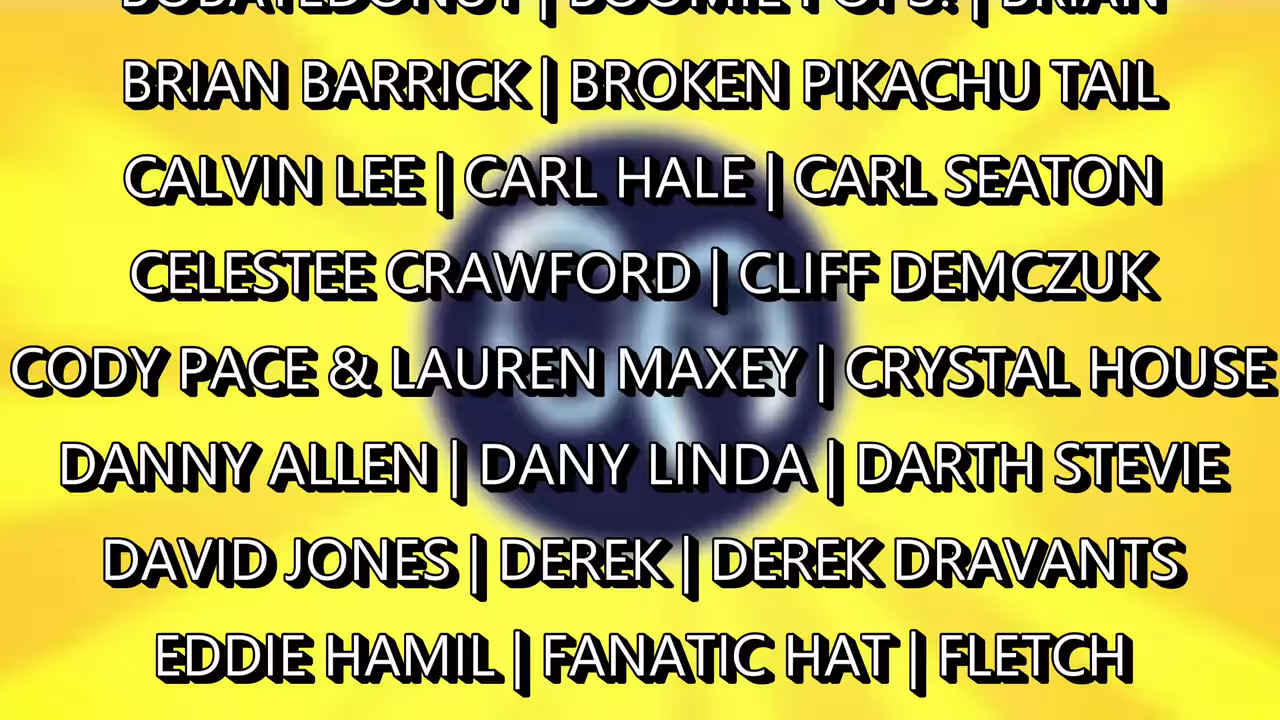 BRIAN
BRIAN BARRICK | BROKEN PIKACHU TAIL
CALVIN LEE | CARL HALE | CARL SEATON
CELESTEE CRAWFORD | CLIFF DEMCZUK
CODY PACE & LAUREN MAXEY | CRYSTAL HOUSE
DANNY ALLEN | DANY LINDA | DARTH STEVIE
DAVID JONES | DEREK | DEREK DRAVANTS
EDDIE HAMIL | FANATIC HAT | FLETCH